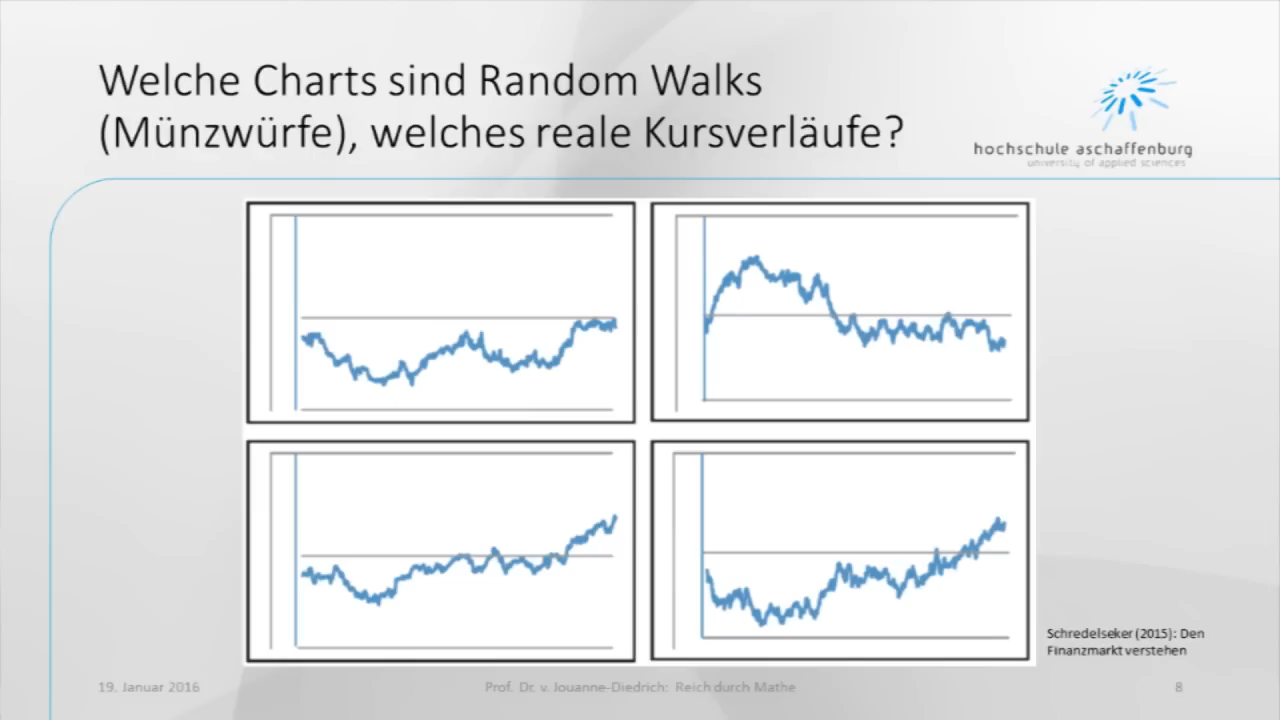 Welche Charts sind Random Walks
(Münzwürfe), welches reale Kursverläufe?
hochschule aschaffenburg
university of applied sciences
Schredelseker (2015): Den
Finanzmarkt verstehen
19. Januar 2016
Prof. Dr. v. Jouanne-Diedrich: Reich durch Mathe
8